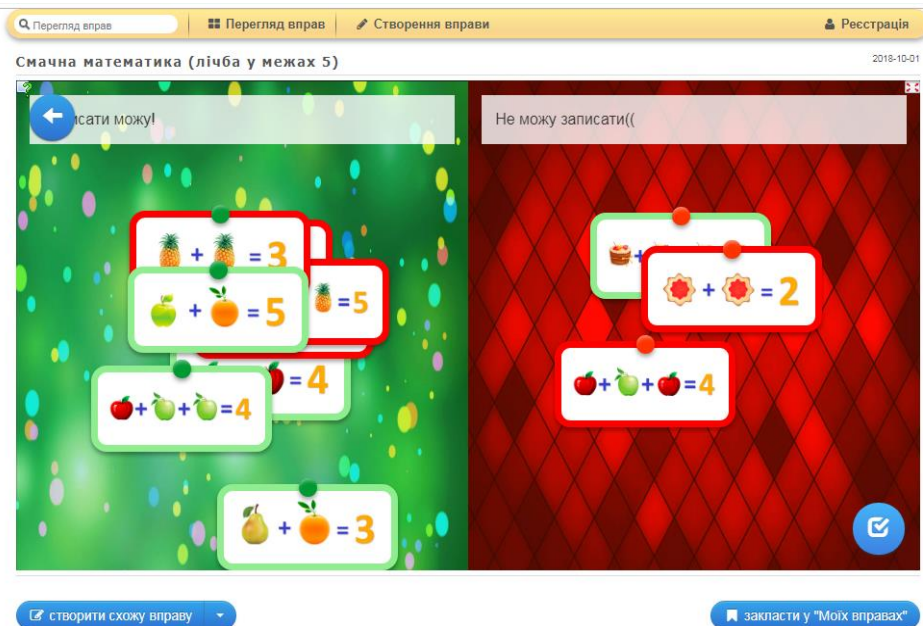 Перегляд вправ
Перегляд вправ
Створення вправи
Реєстрація
Смачна математика (лічба у межах 5)
2018-10-01
исати можу!
Не можу записати((
+ = 3
+ = 5
=5
= 4
+ + =4
+ = 3
+
+ = 2
+ + =4
створити схожу вправу
закласти у "Моїх вправах"